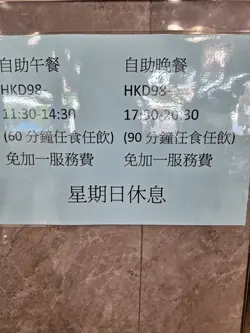 自助午餐
HKD98-
11:30-14:30
(60 分鐘任食任飲)
免加一服務費
自助晚餐
HKD98-
17:30-20:30
(90 分鐘任食任飲)
免加一服務費
星期日休息